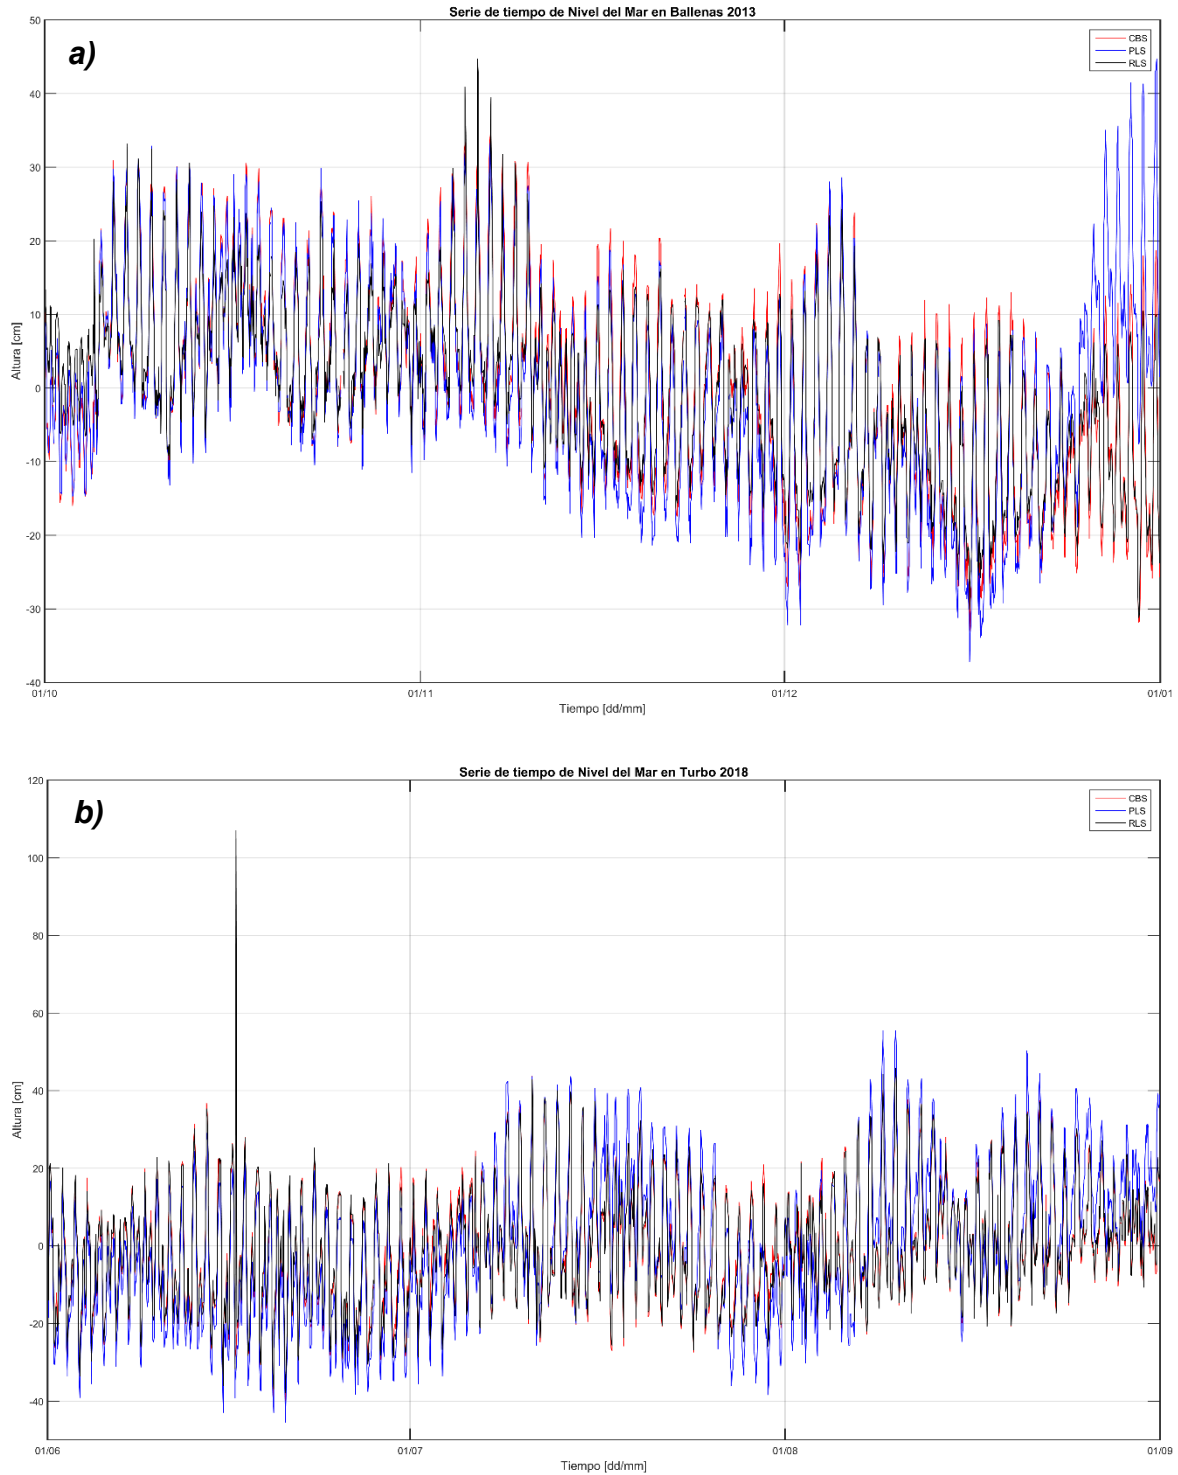 Serie de tiempo de Nivel del Mar en Ballenas 2013
a)
CBS
PLS
RLS
50
40
30
20
10
0
-10
-20
-30
-40
Altura [cm]
01/10 01/11 01/12 01/01
Tiempo [dd/mm]
Serie de tiempo de Nivel del Mar en Turbo 2018
b)
CBS
PLS
RLS
120
100
80
60
40
20
0
-20
-40
Altura [cm]
01/06 01/07 01/08 01/09
Tiempo [dd/mm]